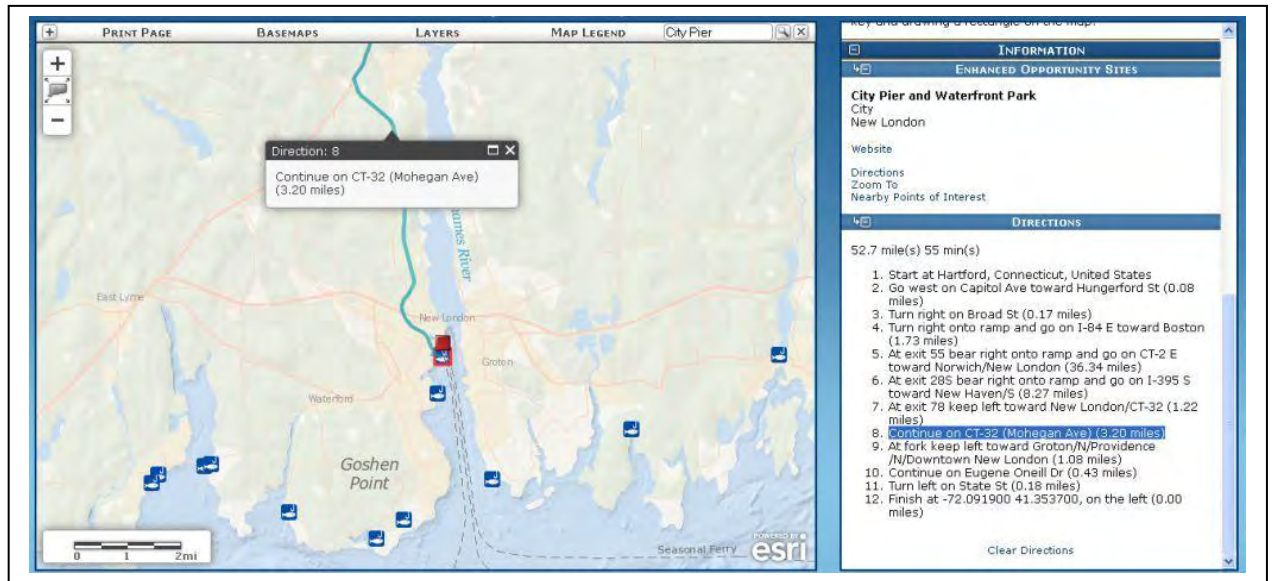 PRINT PAGE BASEMAPS LAYERS MAP LEGEND City Pier
Direction: 8
Continue on CT-32 (Mohegan Ave)
(3.20 miles)
Thames River
East Lyme
New London
Groton
Waterford
Goshen
Point
0 1 2mi
Seasonal Ferry
POWERED BY
esri
key and drawing a rectangle on the map.
INFORMATION
ENHANCED OPPORTUNITY SITES
City Pier and Waterfront Park
City
New London
Website
Directions
Zoom To
Nearby Points of Interest
DIRECTIONS
52.7 mile(s) 55 min(s)
1. Start at Hartford, Connecticut, United States
2. Go west on Capitol Ave toward Hungerford St (0.08
miles)
3. Turn right on Broad St (0.17 miles)
4. Turn right onto ramp and go on I-84 E toward Boston
(1.73 miles)
5. At exit 55 bear right onto ramp and go on CT-2 E
toward Norwich/New London (36.34 miles)
6. At exit 28S bear right onto ramp and go on I-395 S
toward New Haven/S (8.27 miles)
7. At exit 78 keep left toward New London/CT-32 (1.22
miles)
8. Continue on CT-32 (Mohegan Ave) (3.20 miles)
9. At fork keep left toward Groton/N/Providence
/N/Downtown New London (1.08 miles)
10. Continue on Eugene Oneill Dr (0.43 miles)
11. Turn left on State St (0.18 miles)
12. Finish at -72.091900 41.353700, on the left (0.00
miles)
Clear Directions